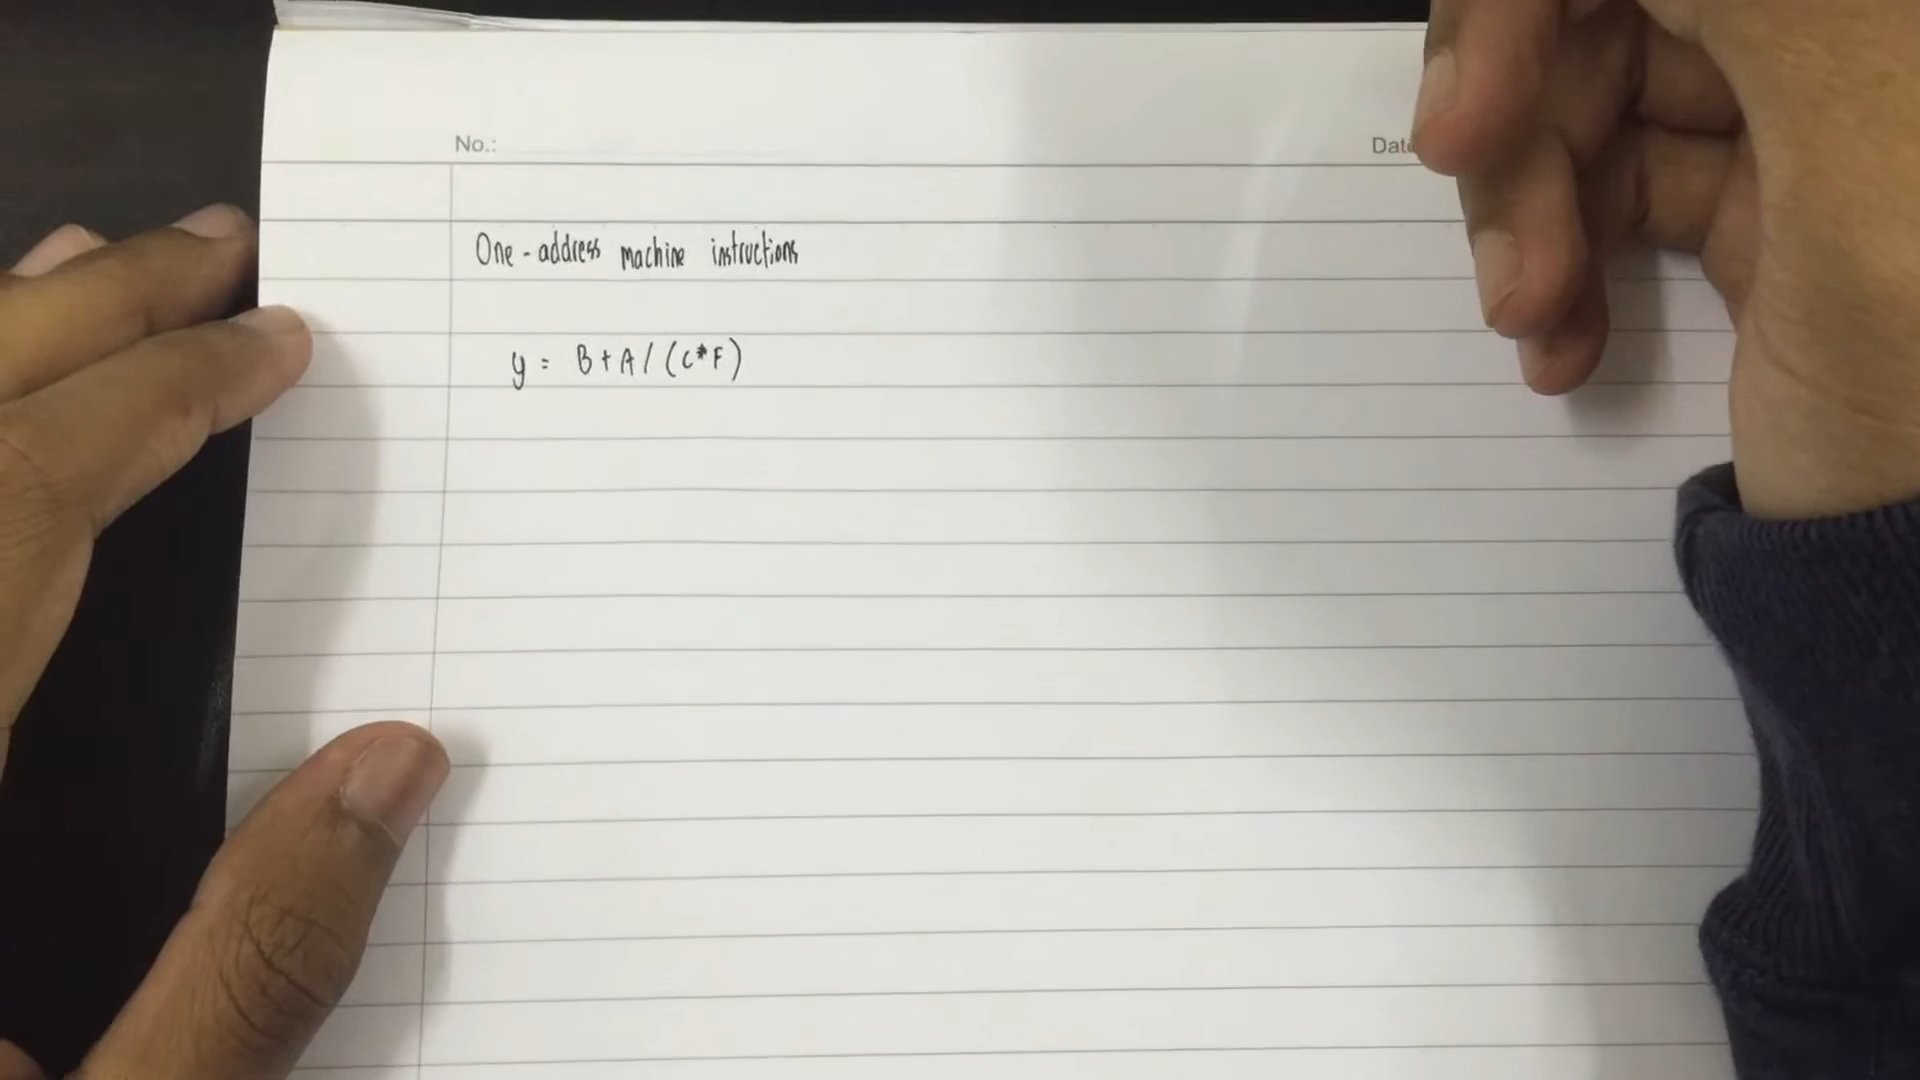 No.:
Date
One-address machine instructions
y = B + A / (C * F)